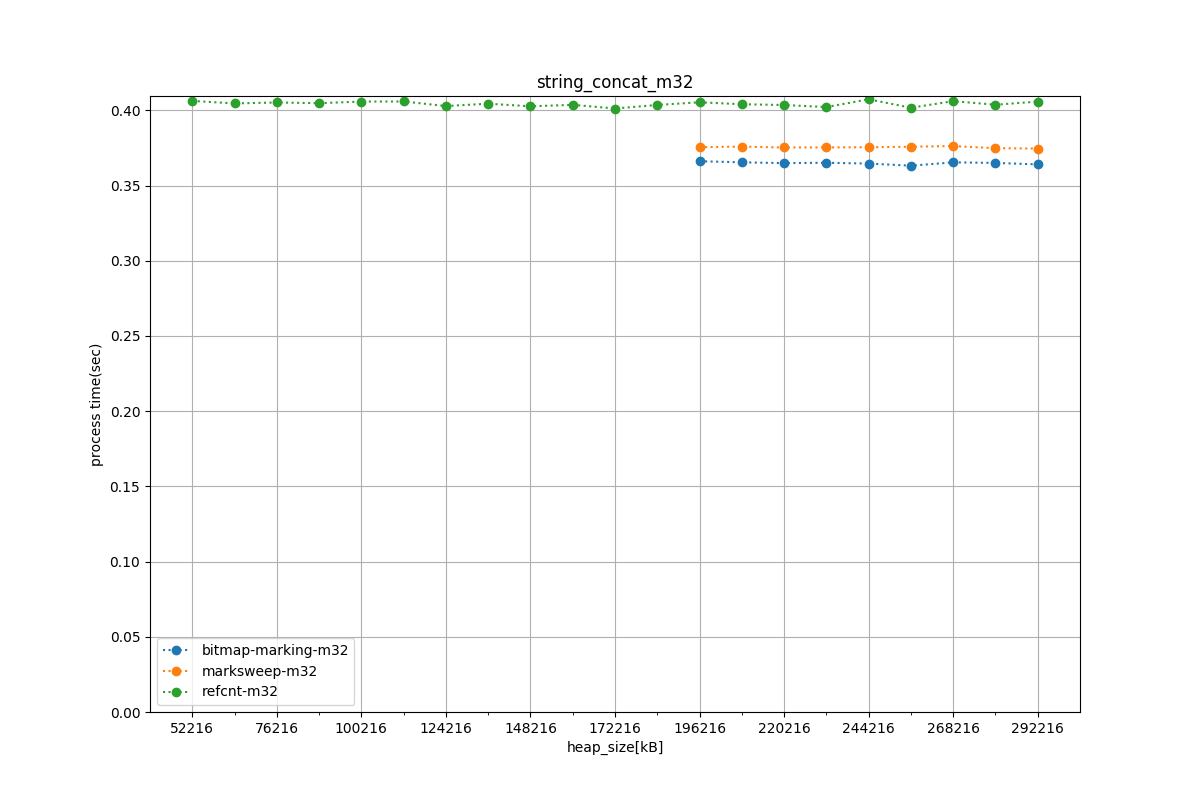 string_concat_m32
0.40
0.35
0.30
0.25
0.20
0.15
0.10
0.05
0.00
process time(sec)
bitmap-marking-m32
marksweep-m32
refcnt-m32
52216 76216 100216 124216 148216 172216 196216 220216 244216 268216 292216
heap_size[kB]